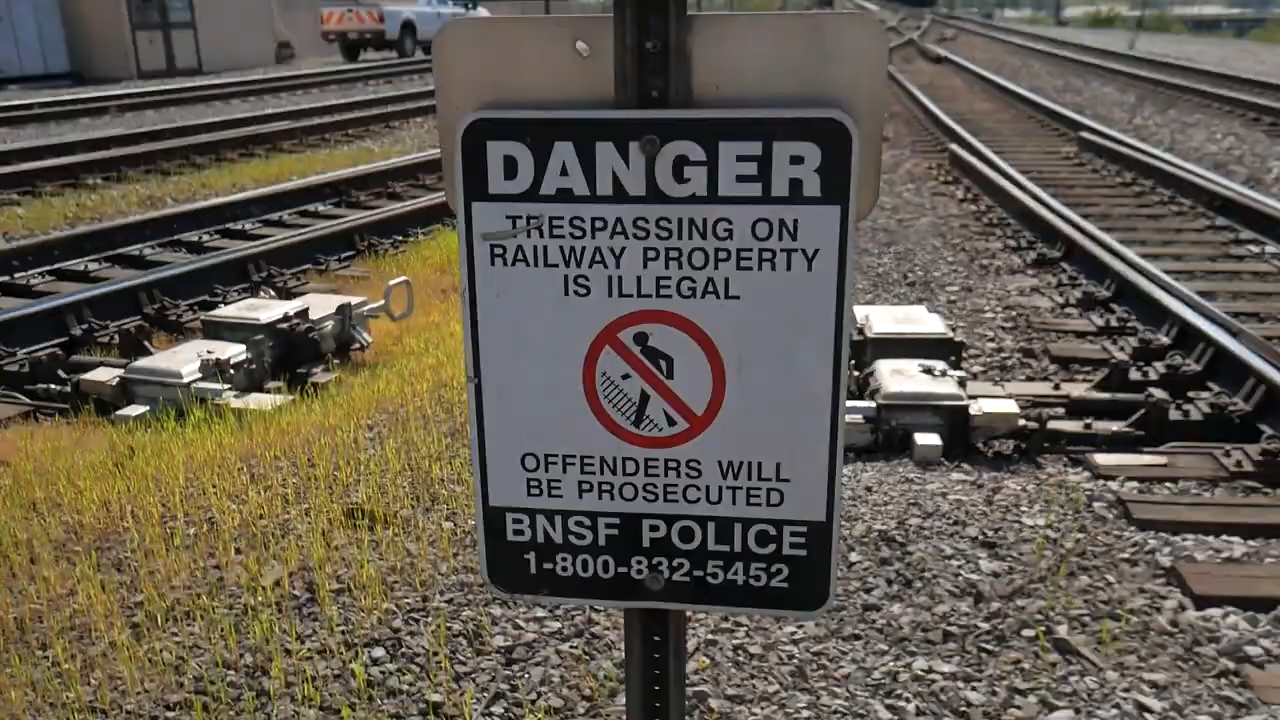 DANGER
TRESPASSING ON
RAILWAY PROPERTY
IS ILLEGAL
OFFENDERS WILL
BE PROSECUTED
BNSF POLICE
1-800-832-5452